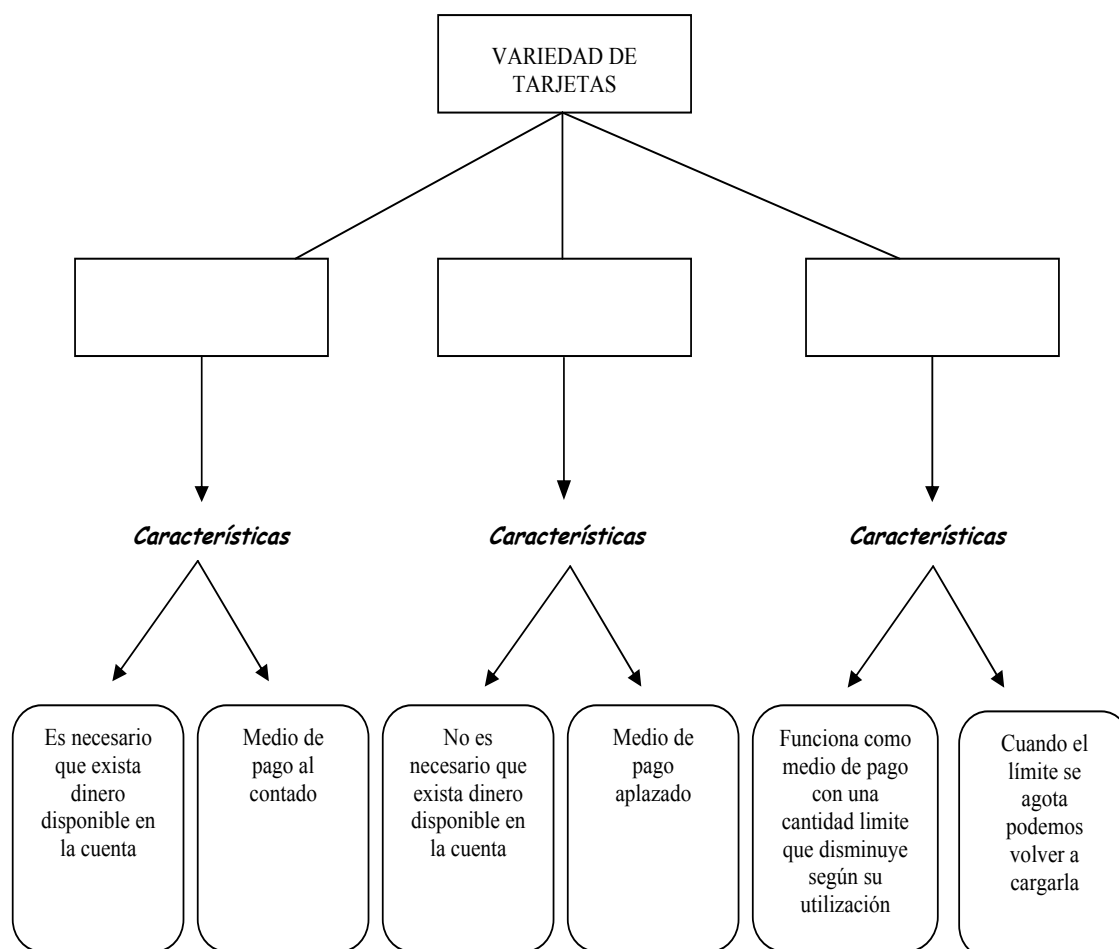 VARIEDAD DE
TARJETAS
Características
Características
Características
Es necesario
que exista
dinero
disponible en
la cuenta
Medio de
pago al
contado
No es
necesario que
exista dinero
disponible en
la cuenta
Medio de
pago
aplazado
Funciona como
medio de pago
con una
cantidad limite
que disminuye
según su
utilización
Cuando el
límite se
agota
podemos
volver a
cargarla